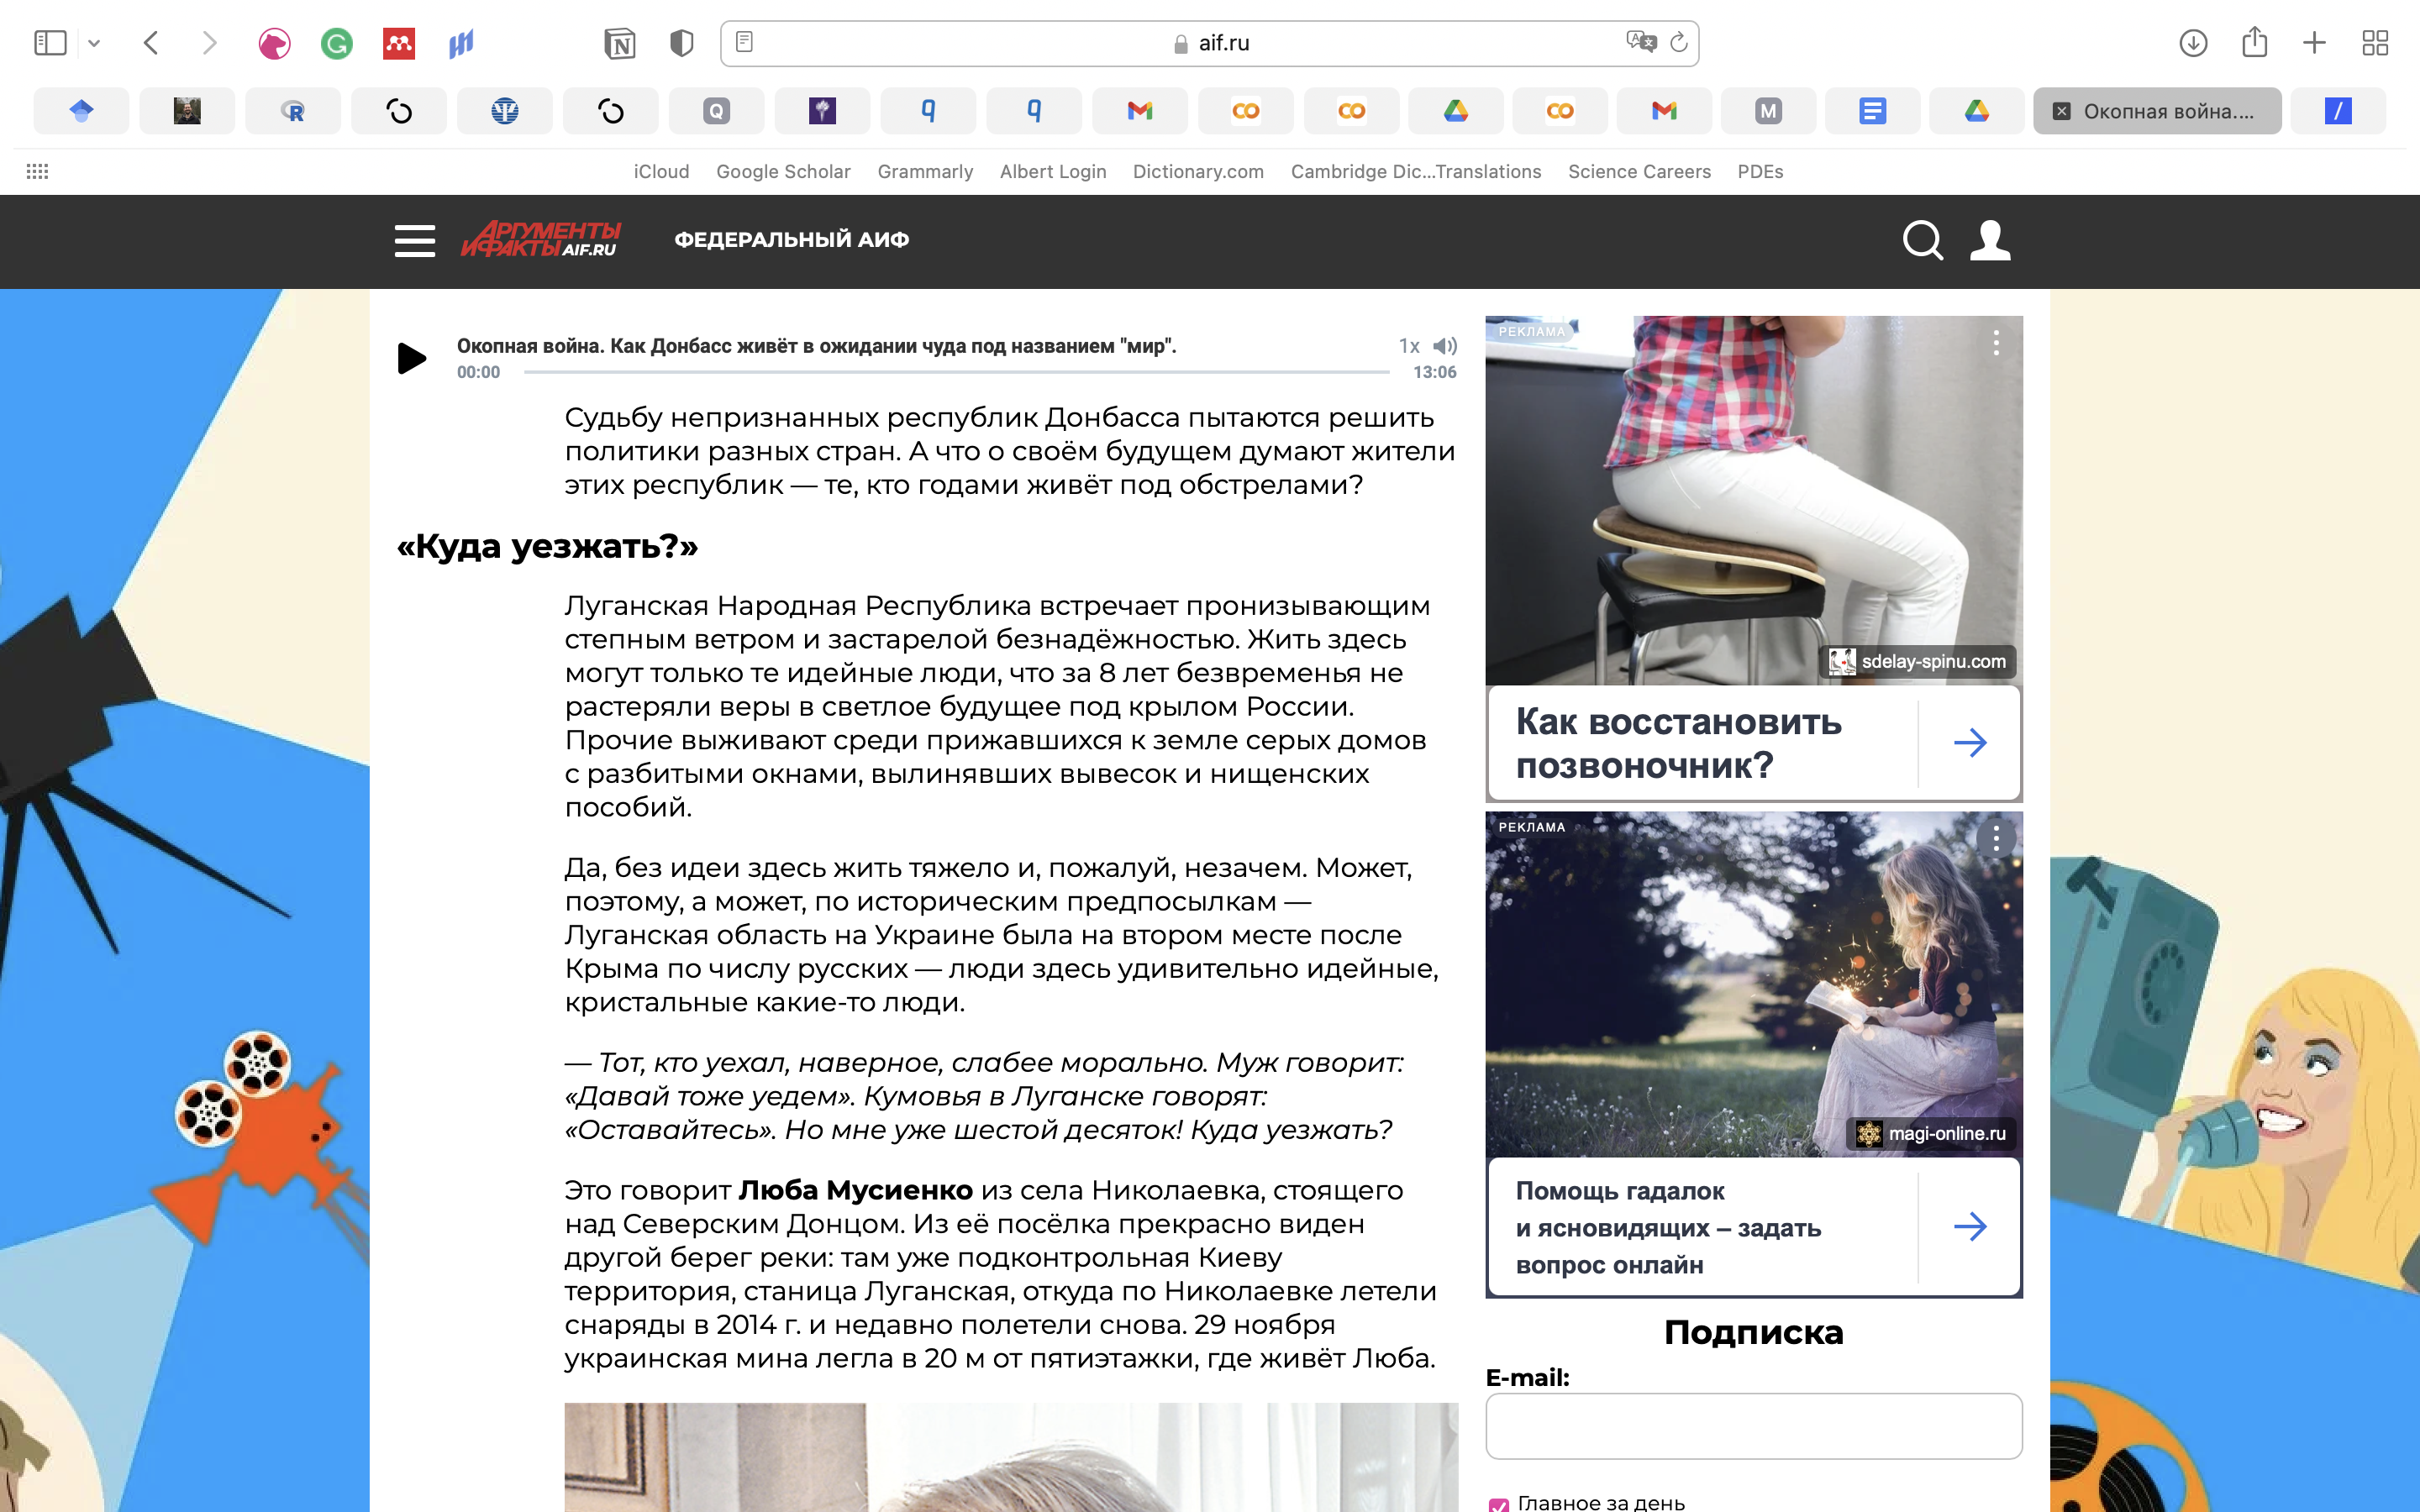 aif.ru
Окопная война....
iCloud
Google Scholar
Grammarly
Albert Login
Dictionary.com
Cambridge Dic...Translations
Science Careers
PDEs
АРГУМЕНТЫ
И ФАКТЫ AIF.RU
ФЕДЕРАЛЬНЫЙ АИФ
Окопная война. Как Донбасс живёт в ожидании чуда под названием "мир".
1x
00:00
13:06
Судьбу непризнанных республик Донбасса пытаются решить
политики разных стран. А что о своём будущем думают жители
этих республик — те, кто годами живёт под обстрелами?
«Куда уезжать?»
Луганская Народная Республика встречает пронизывающим
степным ветром и застарелой безнадёжностью. Жить здесь
могут только те идейные люди, что за 8 лет безвременья не
растеряли веры в светлое будущее под крылом России.
Прочие выживают среди прижавшихся к земле серых домов
с разбитыми окнами, вылинявших вывесок и нищенских
пособий.
Да, без идеи здесь жить тяжело и, пожалуй, незачем. Может,
поэтому, а может, по историческим предпосылкам —
Луганская область на Украине была на втором месте после
Крыма по числу русских — люди здесь удивительно идейные,
кристальные какие-то люди.
— Тот, кто уехал, наверное, слабее морально. Муж говорит:
«Давай тоже уедем». Кумовья в Луганске говорят:
«Оставайтесь». Но мне уже шестой десяток! Куда уезжать?
Это говорит Люба Мусиенко из села Николаевка, стоящего
над Северским Донцом. Из её посёлка прекрасно виден
другой берег реки: там уже подконтрольная Киеву
территория, станица Луганская, откуда по Николаевке летели
снаряды в 2014 г. и недавно полетели снова. 29 ноября
украинская мина легла в 20 м от пятиэтажки, где живёт Люба.
РЕКЛАМА
sdelay-spinu.com
Как восстановить
позвоночник?
РЕКЛАМА
magi-online.ru
Помощь гадалок
и ясновидящих – задать
вопрос онлайн
Подписка
E-mail:
Главное за день